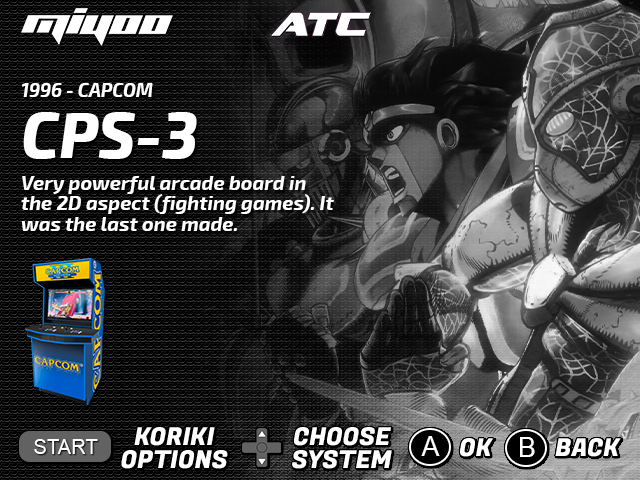 miyoo
ATC
1996 - CAPCOM
CPS-3
Very powerful arcade board in
the 2D aspect (fighting games). It
was the last one made.
CAPCOM
CAPCOM
CAPCOM
START
KORIKI
OPTIONS
CHOOSE
SYSTEM
A
OK
B
BACK